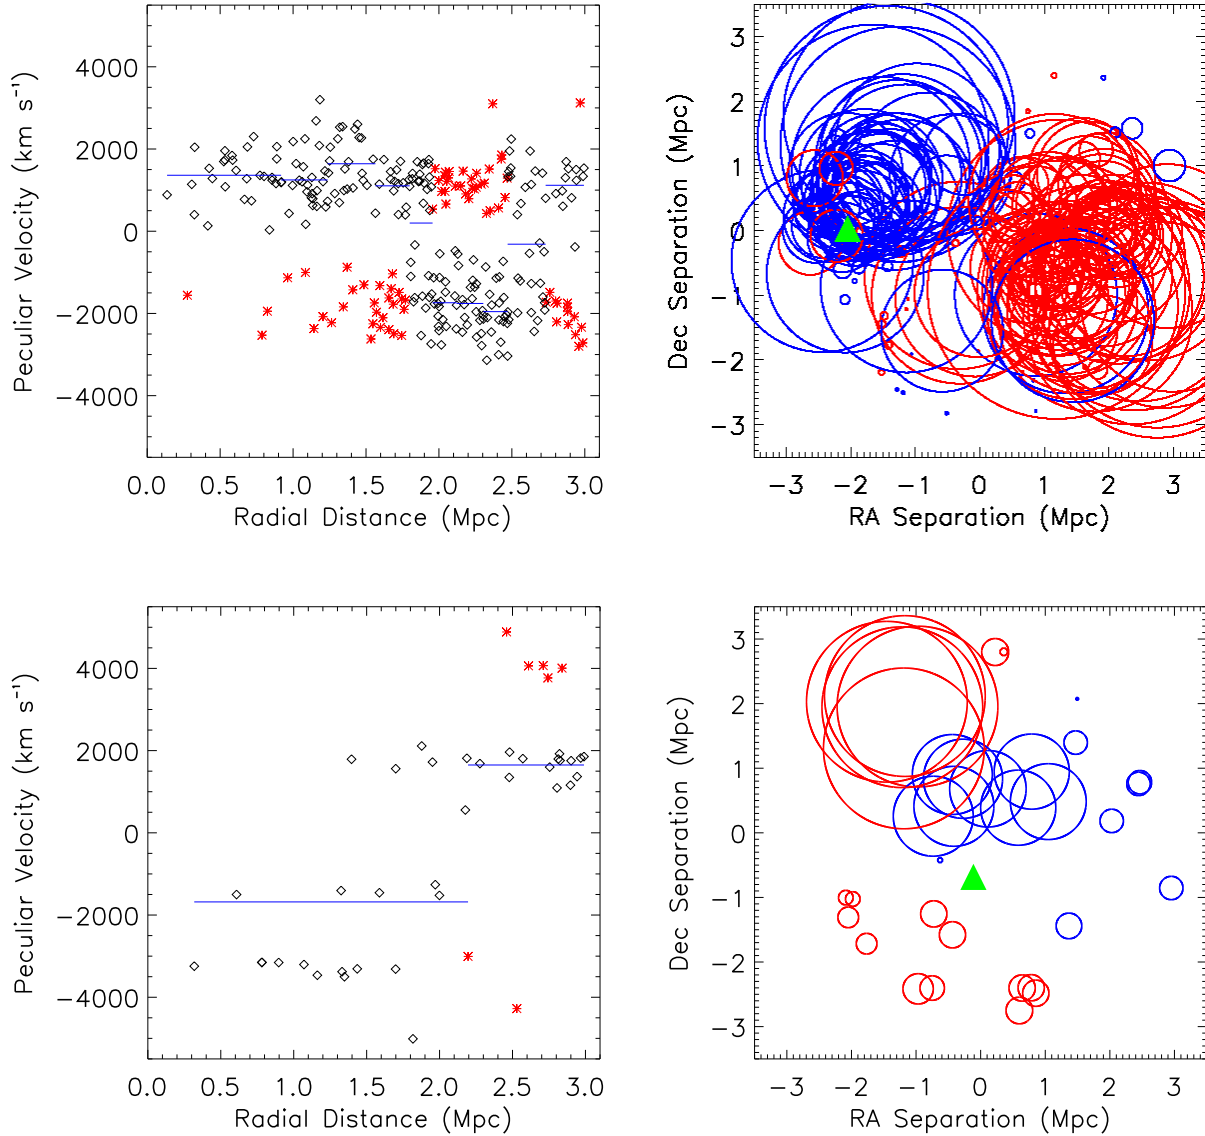 4000
2000
0
−2000
−4000
Peculiar Velocity (km s⁻¹)
0.0 0.5 1.0 1.5 2.0 2.5 3.0
Radial Distance (Mpc)
3
2
1
0
−1
−2
−3
Dec Separation (Mpc)
−3 −2 −1 0 1 2 3
RA Separation (Mpc)
4000
2000
0
−2000
−4000
Peculiar Velocity (km s⁻¹)
0.0 0.5 1.0 1.5 2.0 2.5 3.0
Radial Distance (Mpc)
3
2
1
0
−1
−2
−3
Dec Separation (Mpc)
−3 −2 −1 0 1 2 3
RA Separation (Mpc)